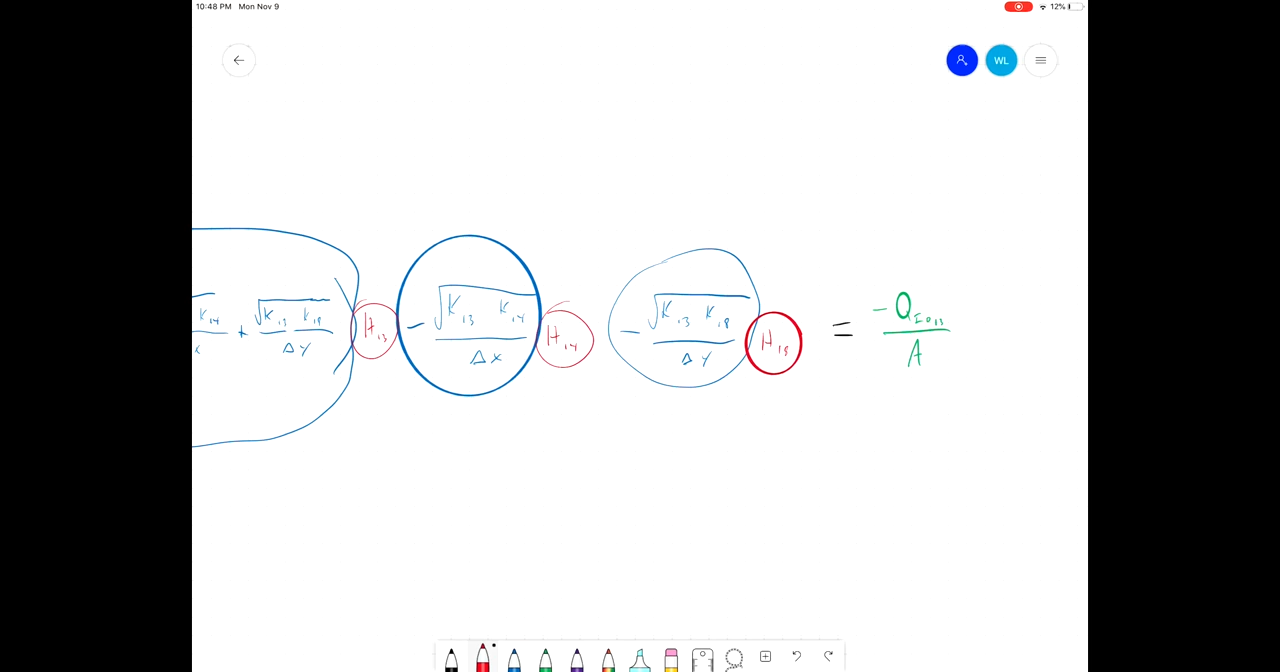 10:48 PM Mon Nov 9 12%
WL
K14 / x + √K13 K18 / ΔY ) H13 - √K13 K14 / Δx H14 - √K13 K18 / ΔY H18 = -QIO13 / A